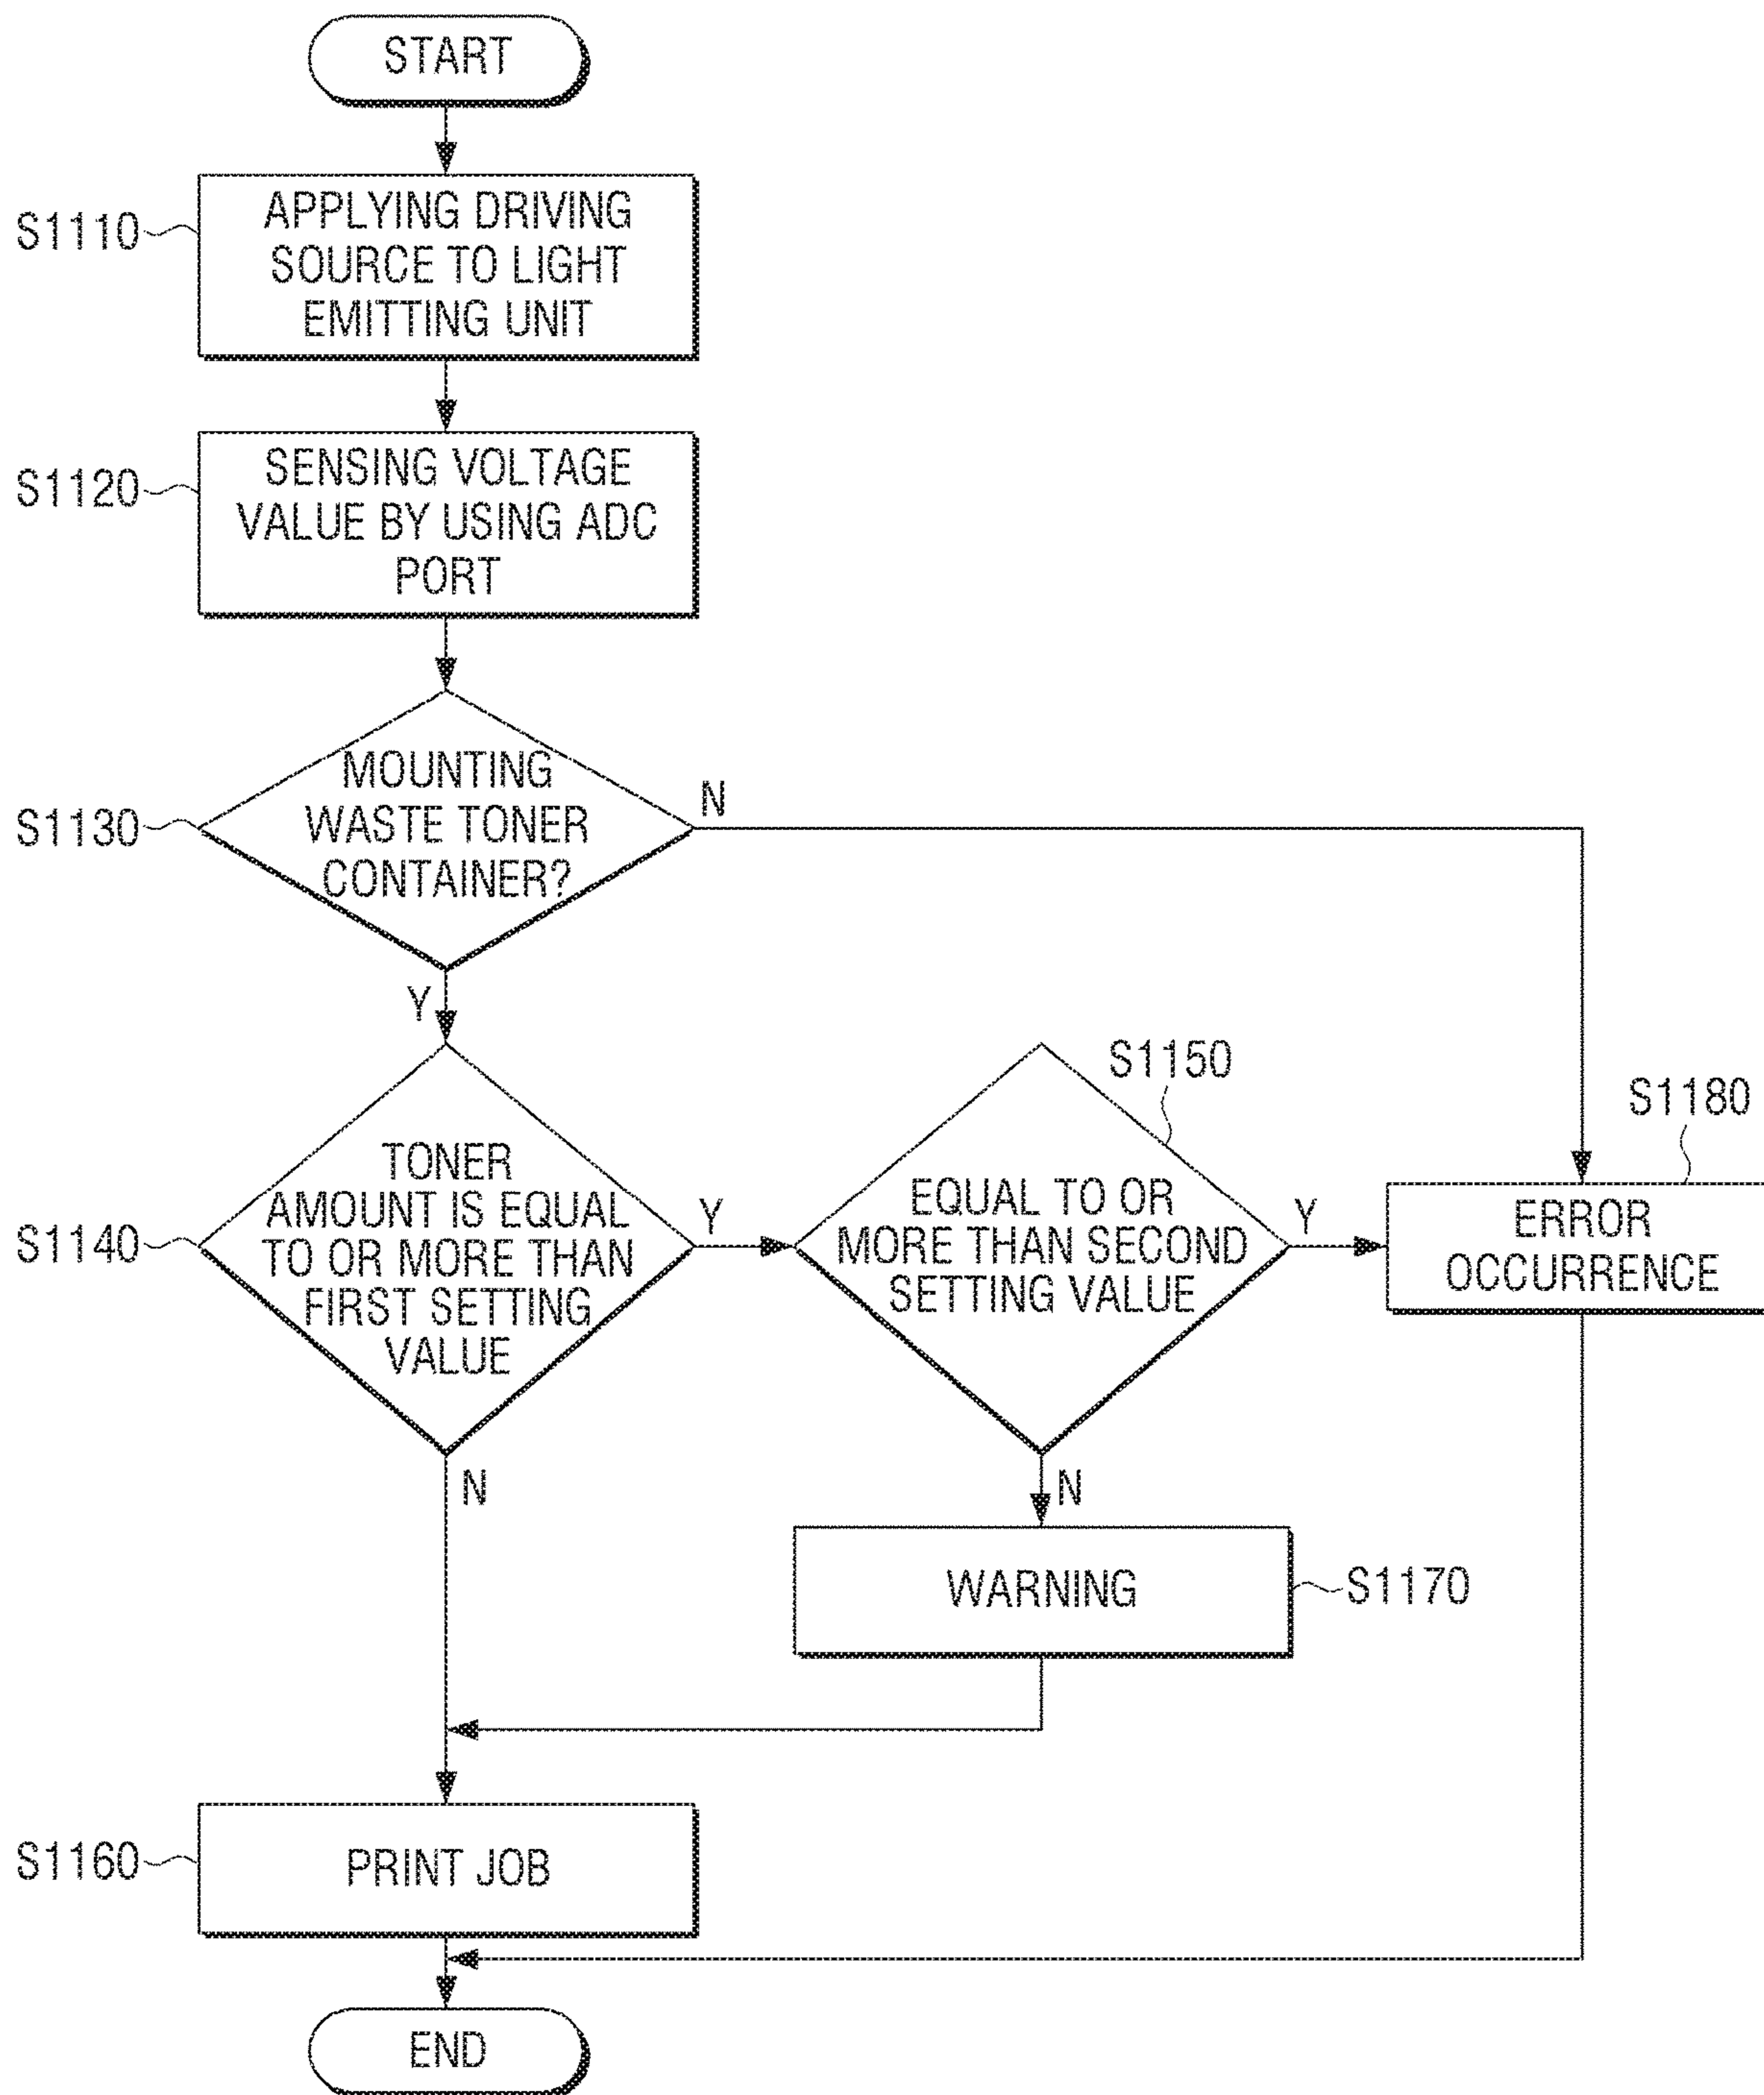 START
S1110
APPLYING DRIVING
SOURCE TO LIGHT
EMITTING UNIT
S1120
SENSING VOLTAGE
VALUE BY USING ADC
PORT
S1130
MOUNTING
WASTE TONER
CONTAINER?
N
Y
S1140
TONER
AMOUNT IS EQUAL
TO OR MORE THAN
FIRST SETTING
VALUE
Y
N
S1150
EQUAL TO OR
MORE THAN SECOND
SETTING VALUE
Y
N
S1180
ERROR
OCCURRENCE
WARNING
S1170
S1160
PRINT JOB
END